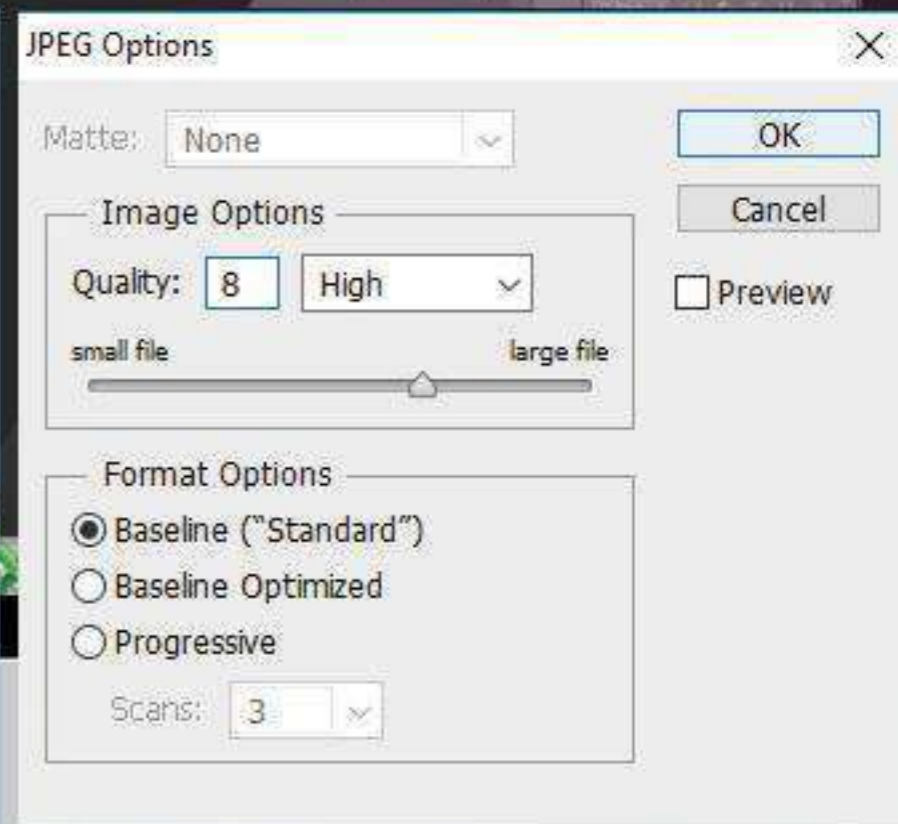 JPEG Options
Matte: None
OK
Cancel
Preview
Image Options
Quality: 8 High
small file large file
Format Options
Baseline (“Standard”)
Baseline Optimized
Progressive
Scans: 3